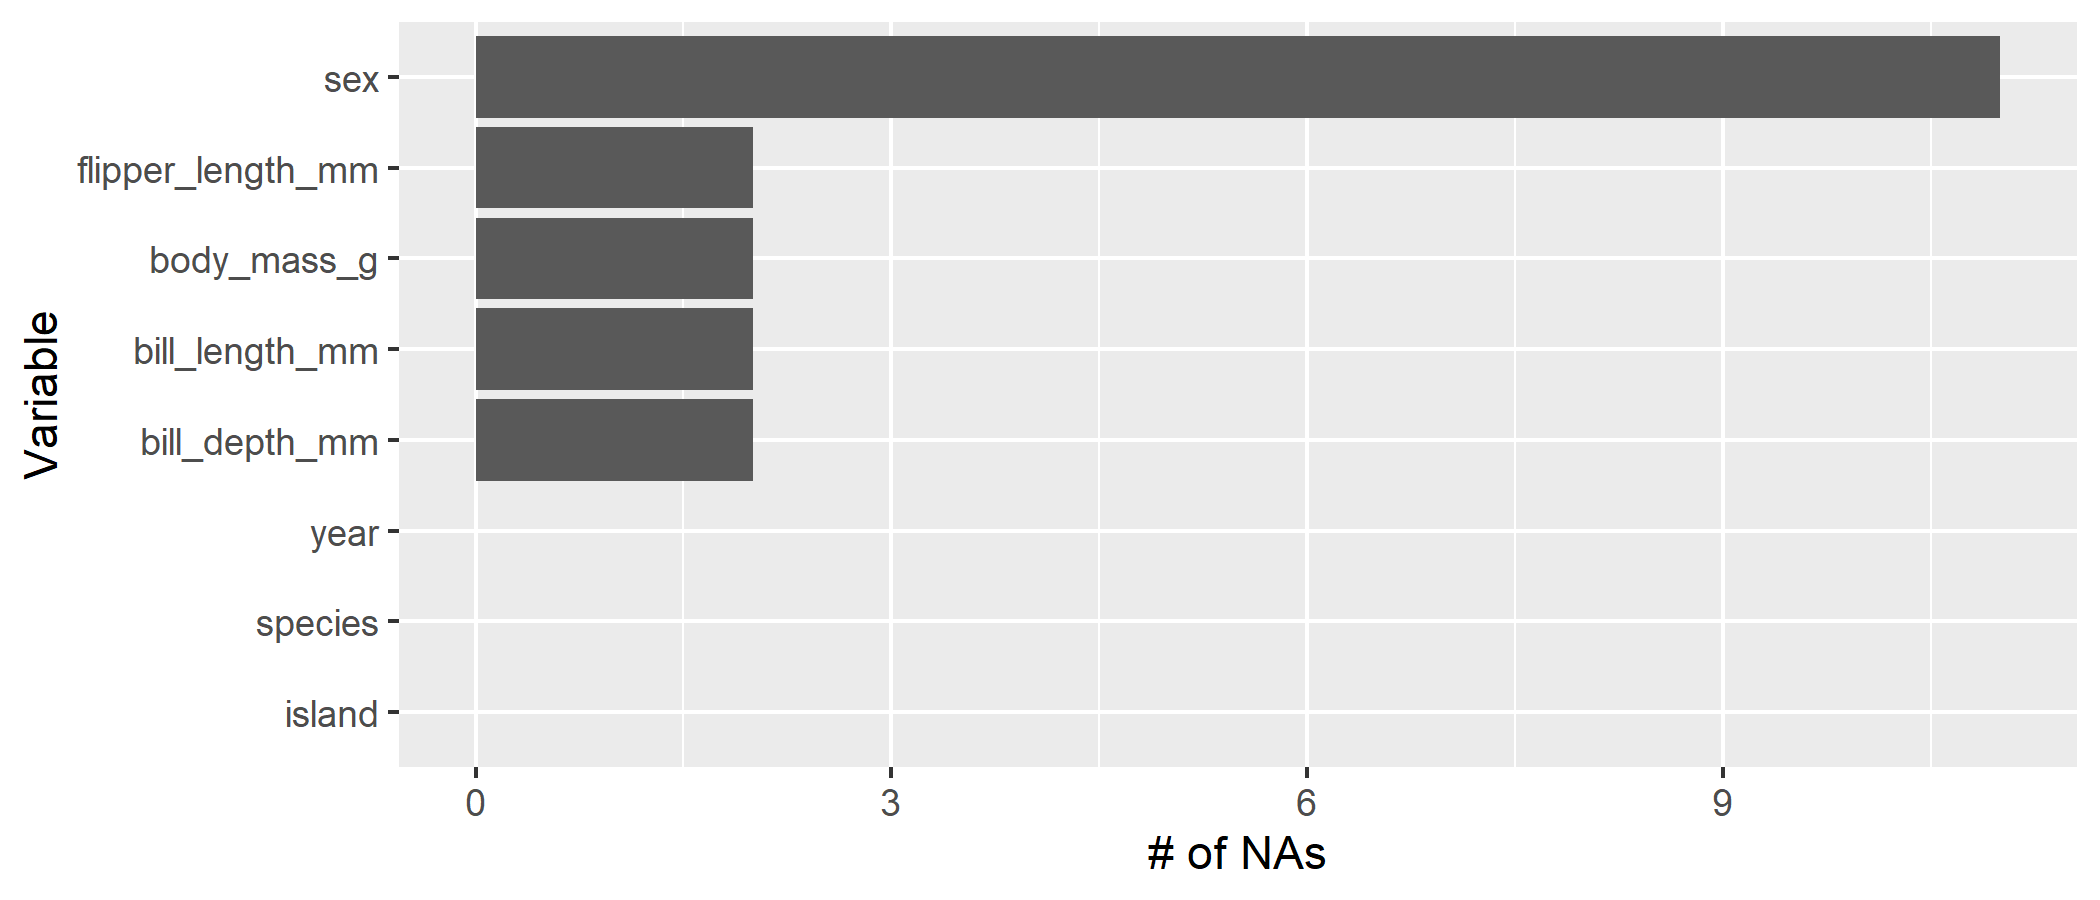 sex
flipper_length_mm
body_mass_g
bill_length_mm
bill_depth_mm
year
species
island
Variable
0 3 6 9
# of NAs